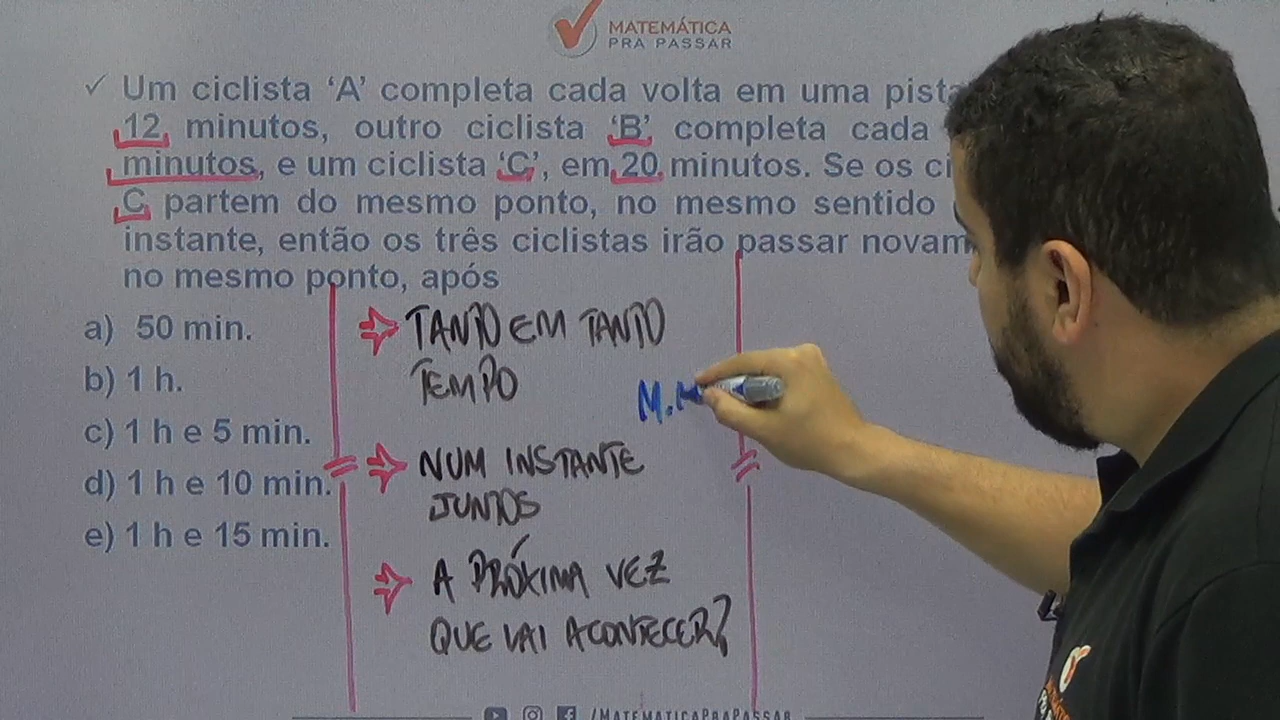 MATEMÁTICA
PRA PASSAR
✓ Um ciclista ‘A’ completa cada volta em uma pista
12 minutos, outro ciclista ‘B’ completa cada
minutos, e um ciclista ‘C’, em 20 minutos. Se os
C partem do mesmo ponto, no mesmo sentido
instante, então os três ciclistas irão passar
no mesmo ponto, após
a) 50 min.
b) 1 h.
c) 1 h e 5 min.
d) 1 h e 10 min.
e) 1 h e 15 min.
TANTO EM TANTO
TEMPO
M.M
NUM INSTANTE
JUNTOS
A PRÓXIMA VEZ
QUE VAI ACONTECER?
/MATEMATICAPRAPASSAR